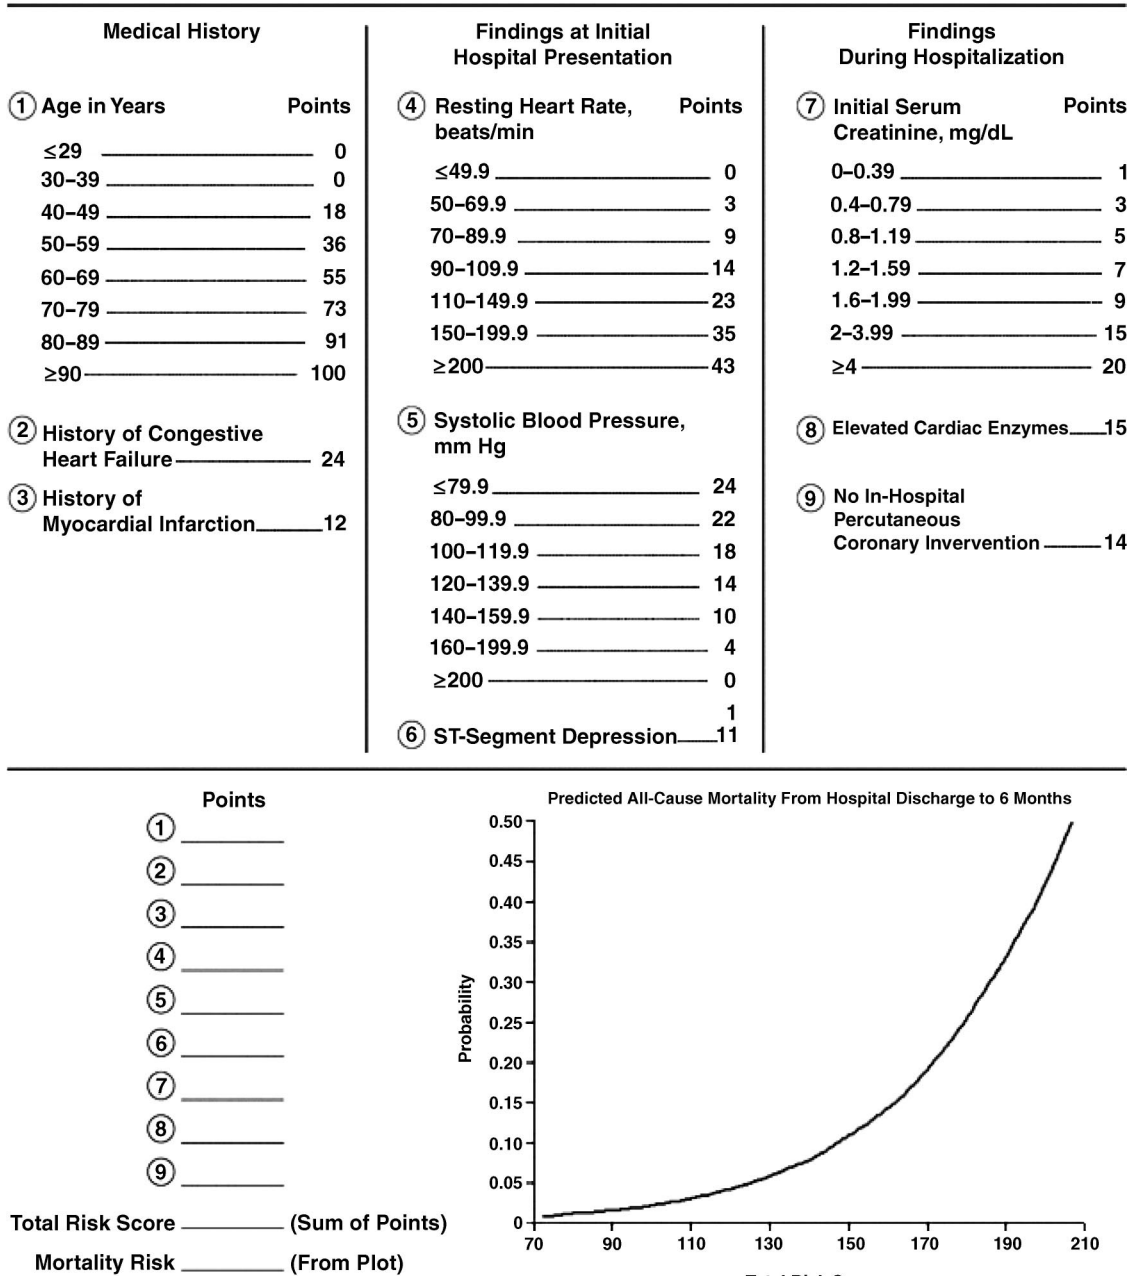 Medical History
① Age in Years Points
≤29 0
30–39 0
40–49 18
50–59 36
60–69 55
70–79 73
80–89 91
≥90 100
② History of Congestive
Heart Failure 24
③ History of
Myocardial Infarction 12
Findings at Initial
Hospital Presentation
④ Resting Heart Rate, Points
beats/min
≤49.9 0
50–69.9 3
70–89.9 9
90–109.9 14
110–149.9 23
150–199.9 35
≥200 43
⑤ Systolic Blood Pressure,
mm Hg
≤79.9 24
80–99.9 22
100–119.9 18
120–139.9 14
140–159.9 10
160–199.9 4
≥200 0
1
⑥ ST-Segment Depression 11
Findings
During Hospitalization
⑦ Initial Serum Points
Creatinine, mg/dL
0–0.39 1
0.4–0.79 3
0.8–1.19 5
1.2–1.59 7
1.6–1.99 9
2–3.99 15
≥4 20
⑧ Elevated Cardiac Enzymes 15
⑨ No In-Hospital
Percutaneous
Coronary Invervention 14
Points
①
②
③
④
⑤
⑥
⑦
⑧
⑨
Total Risk Score (Sum of Points)
Mortality Risk (From Plot)
Predicted All-Cause Mortality From Hospital Discharge to 6 Months
Probability
0.50
0.45
0.40
0.35
0.30
0.25
0.20
0.15
0.10
0.05
0
70 90 110 130 150 170 190 210